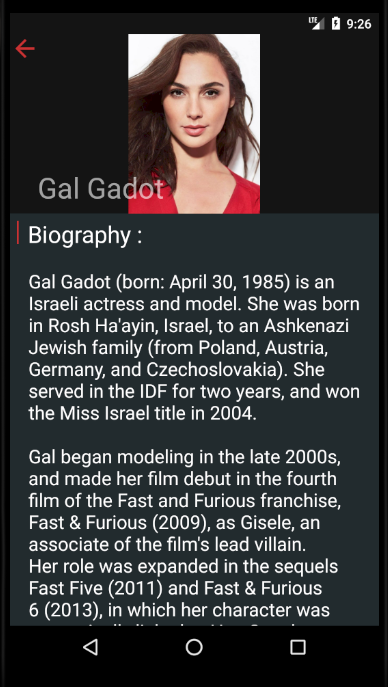 LTE 9:26
Gal Gadot
Biography :
Gal Gadot (born: April 30, 1985) is an
Israeli actress and model. She was born
in Rosh Ha'ayin, Israel, to an Ashkenazi
Jewish family (from Poland, Austria,
Germany, and Czechoslovakia). She
served in the IDF for two years, and won
the Miss Israel title in 2004.
Gal began modeling in the late 2000s,
and made her film debut in the fourth
film of the Fast and Furious franchise,
Fast & Furious (2009), as Gisele, an
associate of the film's lead villain.
Her role was expanded in the sequels
Fast Five (2011) and Fast & Furious
6 (2013), in which her character was